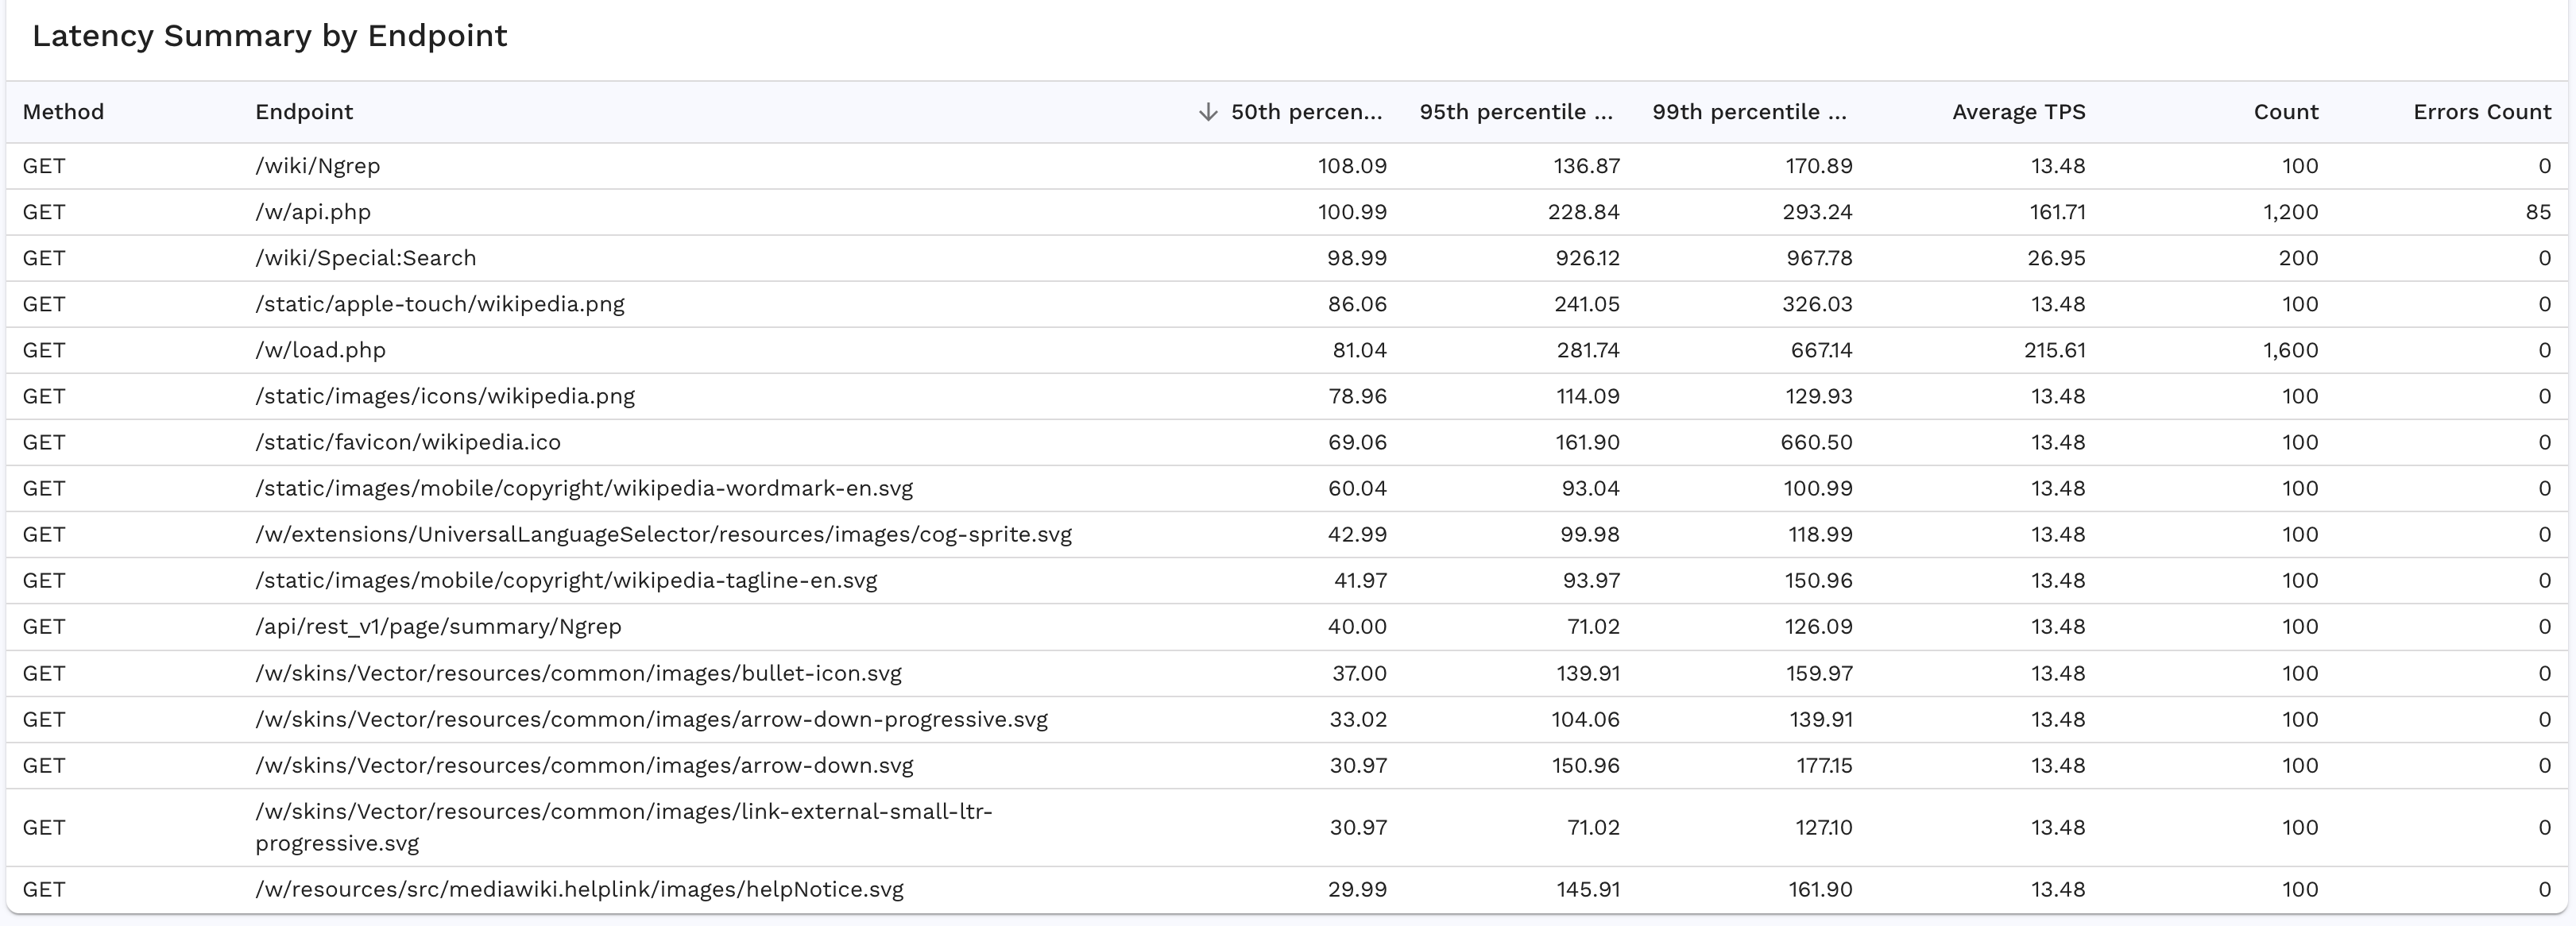 Latency Summary by Endpoint
Method Endpoint ↓ 50th percen... 95th percentile ... 99th percentile ... Average TPS Count Errors Count
GET /wiki/Ngrep 108.09 136.87 170.89 13.48 100 0
GET /w/api.php 100.99 228.84 293.24 161.71 1,200 85
GET /wiki/Special:Search 98.99 926.12 967.78 26.95 200 0
GET /static/apple-touch/wikipedia.png 86.06 241.05 326.03 13.48 100 0
GET /w/load.php 81.04 281.74 667.14 215.61 1,600 0
GET /static/images/icons/wikipedia.png 78.96 114.09 129.93 13.48 100 0
GET /static/favicon/wikipedia.ico 69.06 161.90 660.50 13.48 100 0
GET /static/images/mobile/copyright/wikipedia-wordmark-en.svg 60.04 93.04 100.99 13.48 100 0
GET /w/extensions/UniversalLanguageSelector/resources/images/cog-sprite.svg 42.99 99.98 118.99 13.48 100 0
GET /static/images/mobile/copyright/wikipedia-tagline-en.svg 41.97 93.97 150.96 13.48 100 0
GET /api/rest_v1/page/summary/Ngrep 40.00 71.02 126.09 13.48 100 0
GET /w/skins/Vector/resources/common/images/bullet-icon.svg 37.00 139.91 159.97 13.48 100 0
GET /w/skins/Vector/resources/common/images/arrow-down-progressive.svg 33.02 104.06 139.91 13.48 100 0
GET /w/skins/Vector/resources/common/images/arrow-down.svg 30.97 150.96 177.15 13.48 100 0
GET /w/skins/Vector/resources/common/images/link-external-small-ltr-
progressive.svg 30.97 71.02 127.10 13.48 100 0
GET /w/resources/src/mediawiki.helplink/images/helpNotice.svg 29.99 145.91 161.90 13.48 100 0